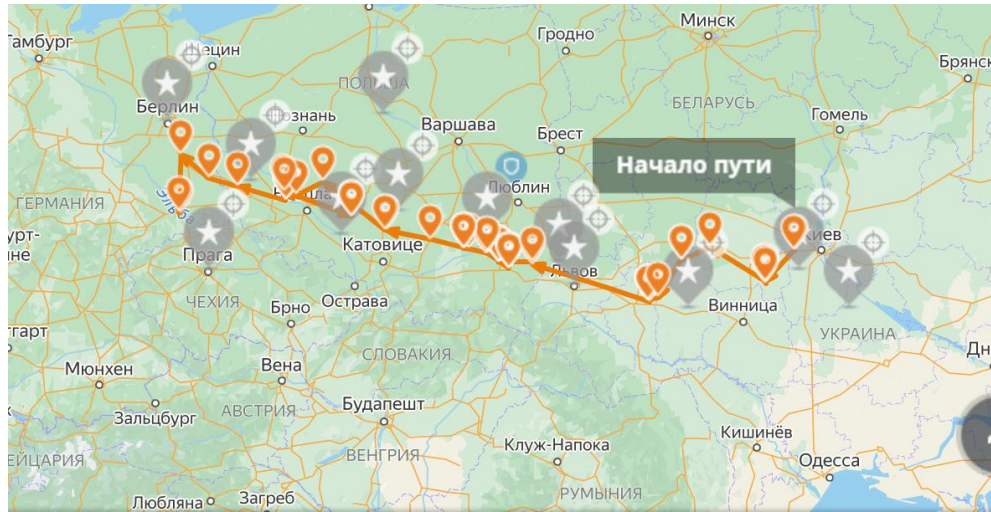 Минск
Гродно
Гамбург
Щецин
Брянск
ПОЛЬША
БЕЛАРУСЬ
Берлин
Познань
Гомель
Варшава
Брест
Начало пути
Люблин
ГЕРМАНИЯ
Эльба
Киев
Катовице
Прага
Львов
ЧЕХИЯ
Острава
Брно
Винница
УКРАИНА
СЛОВАКИЯ
Мюнхен
Вена
Зальцбург
АВСТРИЯ
Будапешт
Кишинёв
ВЕНГРИЯ
Клуж-Напока
Одесса
РУМЫНИЯ
Любляна
Загреб